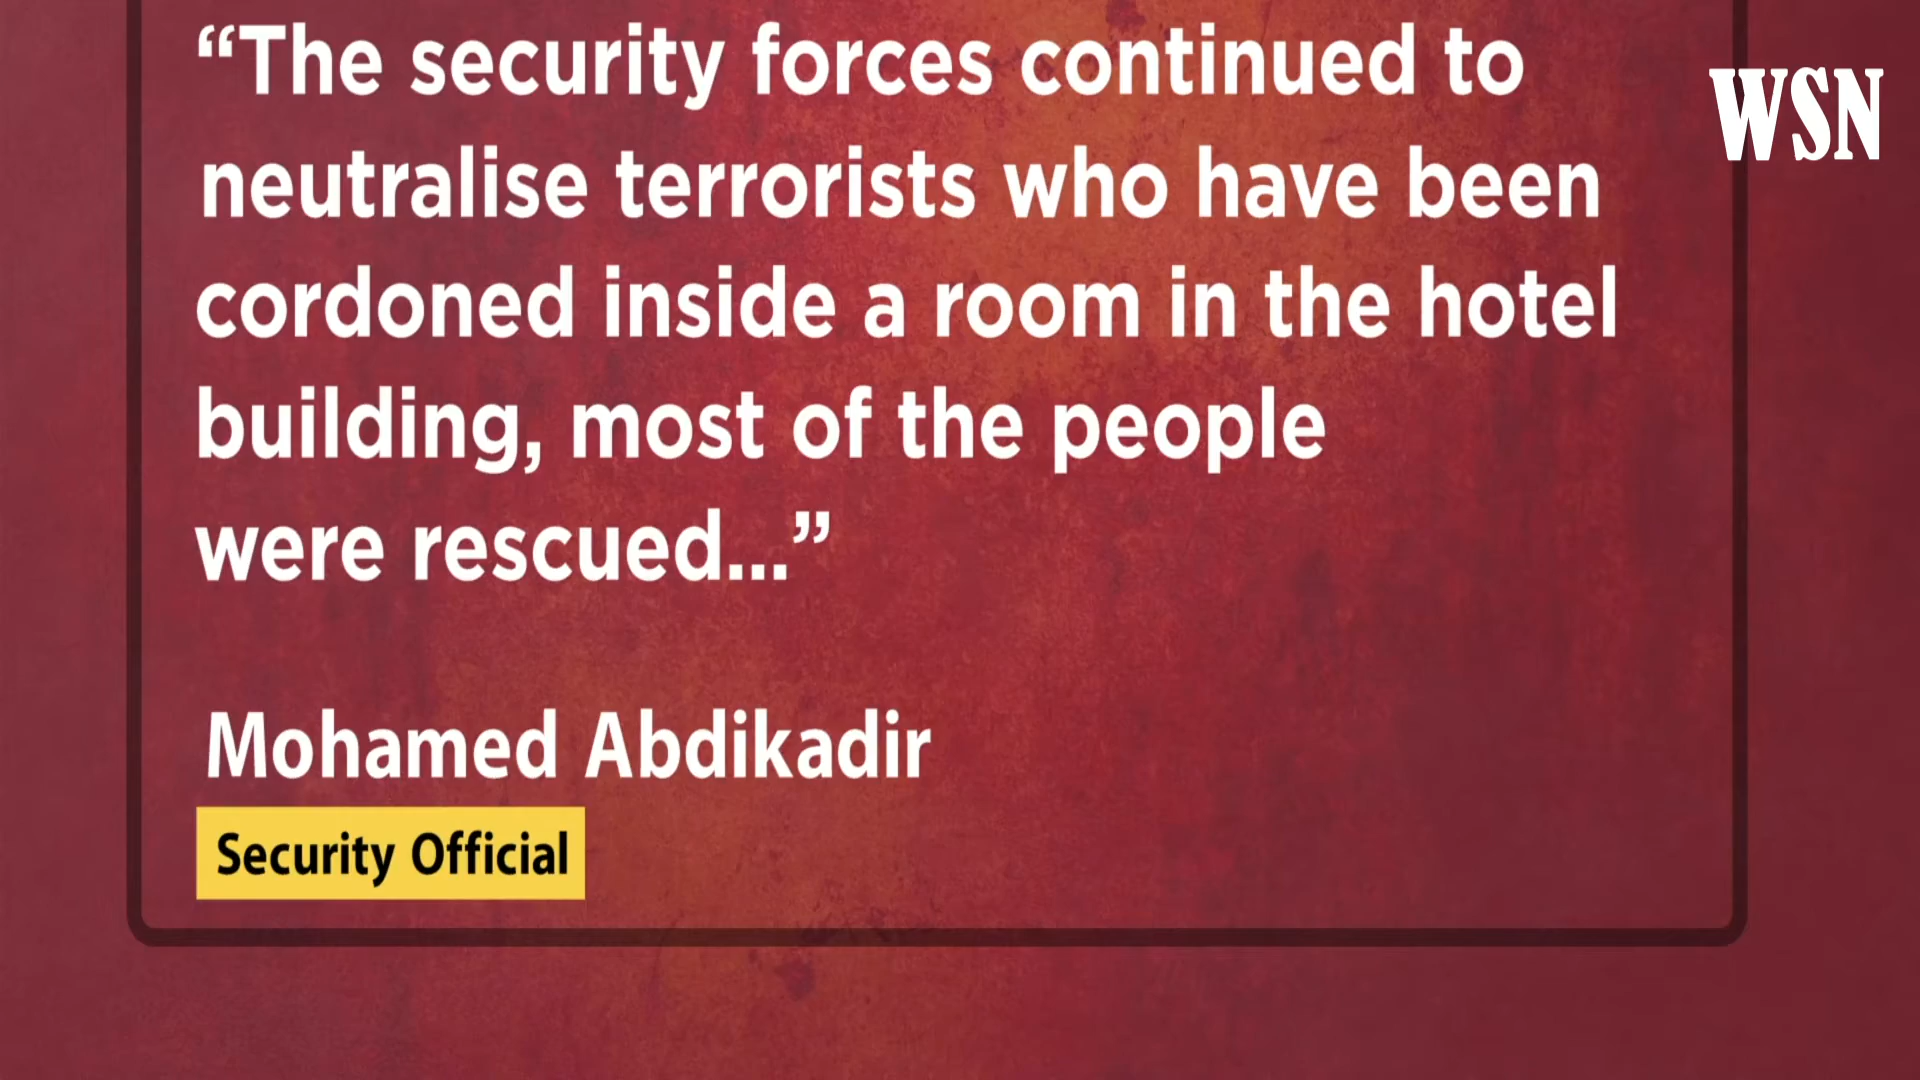 “The security forces continued to
neutralise terrorists who have been
cordoned inside a room in the hotel
building, most of the people
were rescued...”
Mohamed Abdikadir
Security Official
WSN